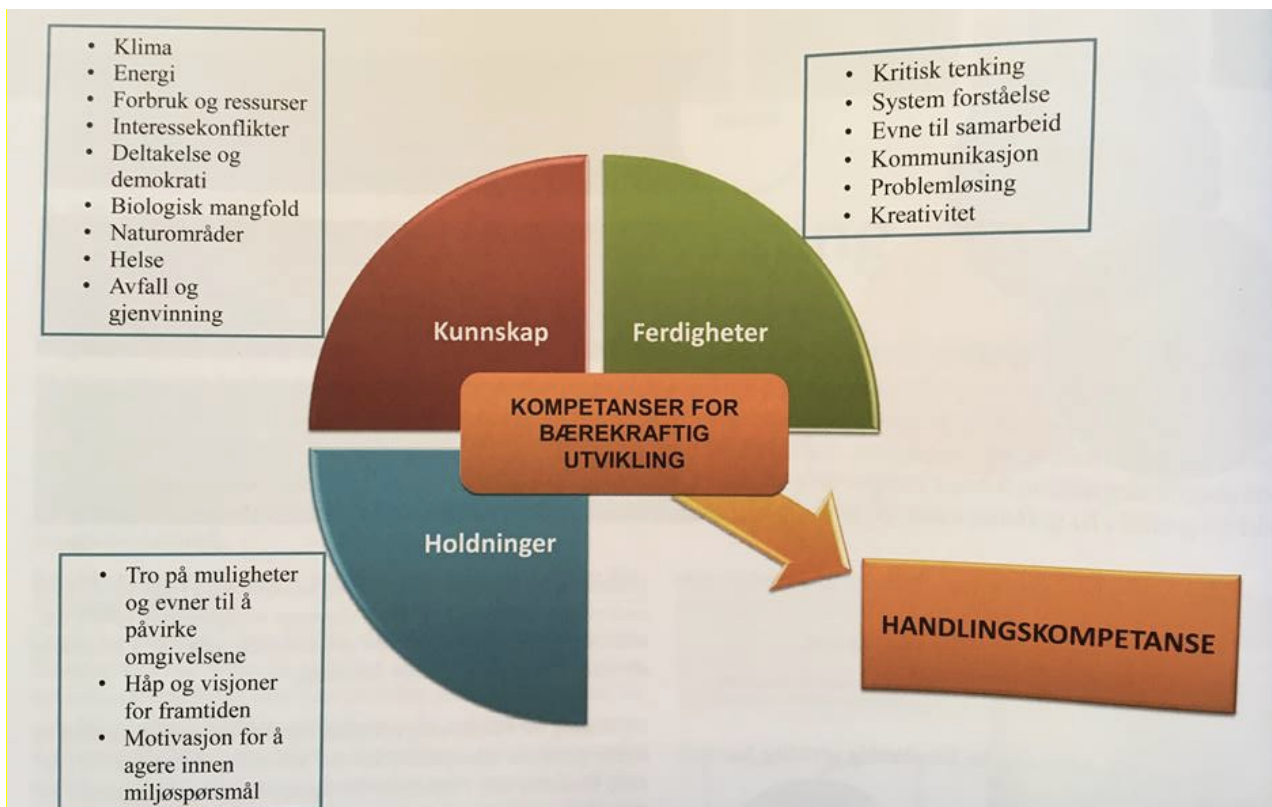 • Klima
• Energi
• Forbruk og ressurser
• Interessekonflikter
• Deltakelse og
demokrati
• Biologisk mangfold
• Naturområder
• Helse
• Avfall og
gjenvinning
• Kritisk tenking
• System forståelse
• Evne til samarbeid
• Kommunikasjon
• Problemløsing
• Kreativitet
Kunnskap
Ferdigheter
KOMPETANSER FOR
BÆREKRAFTIG
UTVIKLING
Holdninger
• Tro på muligheter
og evner til å
påvirke
omgivelsene
• Håp og visjoner
for framtiden
• Motivasjon for å
agere innen
miljøspørsmål
HANDLINGSKOMPETANSE